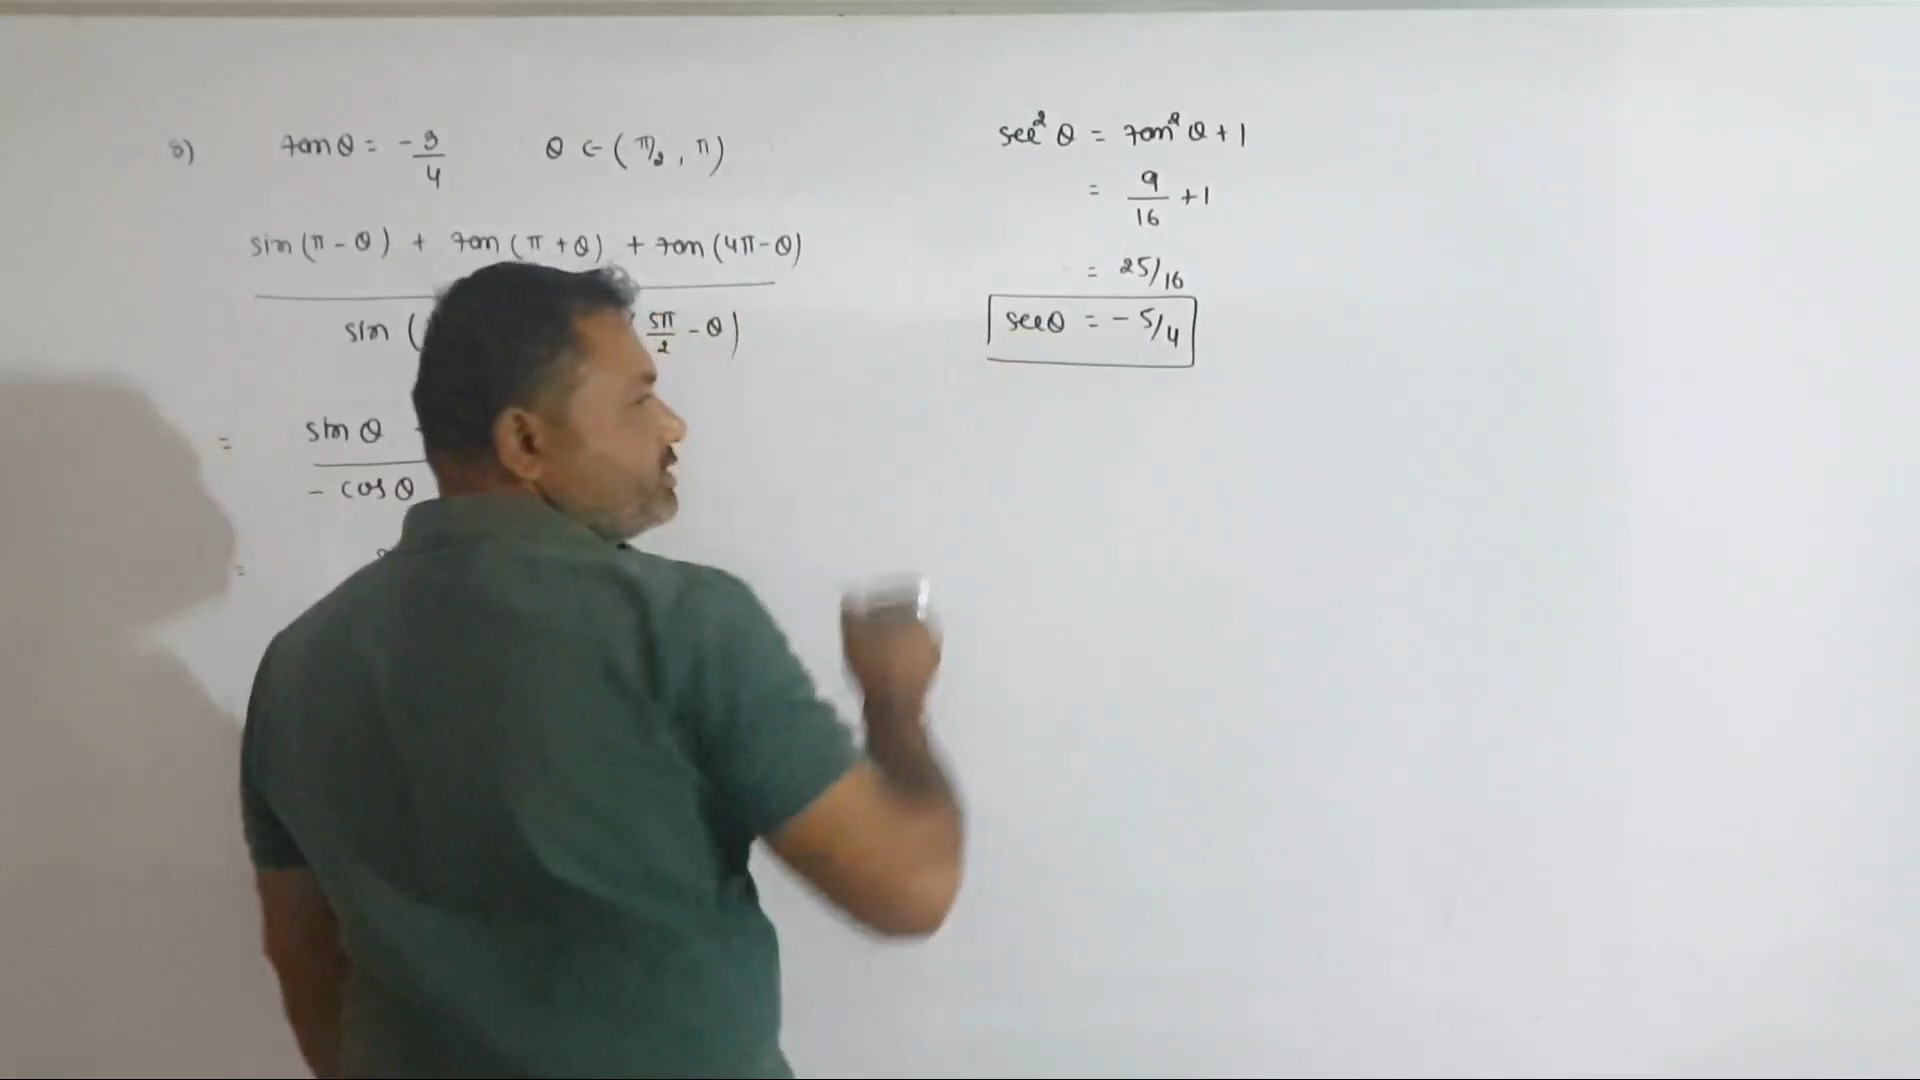 8) tan θ = -3/4 θ ∈ (π/2, π)
sin (π - θ) + tan (π + θ) + tan (4π - θ)
sin ( 5π/2 - θ)
= sin θ
- cos θ
=
sec² θ = tan² θ + 1
= 9/16 + 1
= 25/16
sec θ = - 5/4